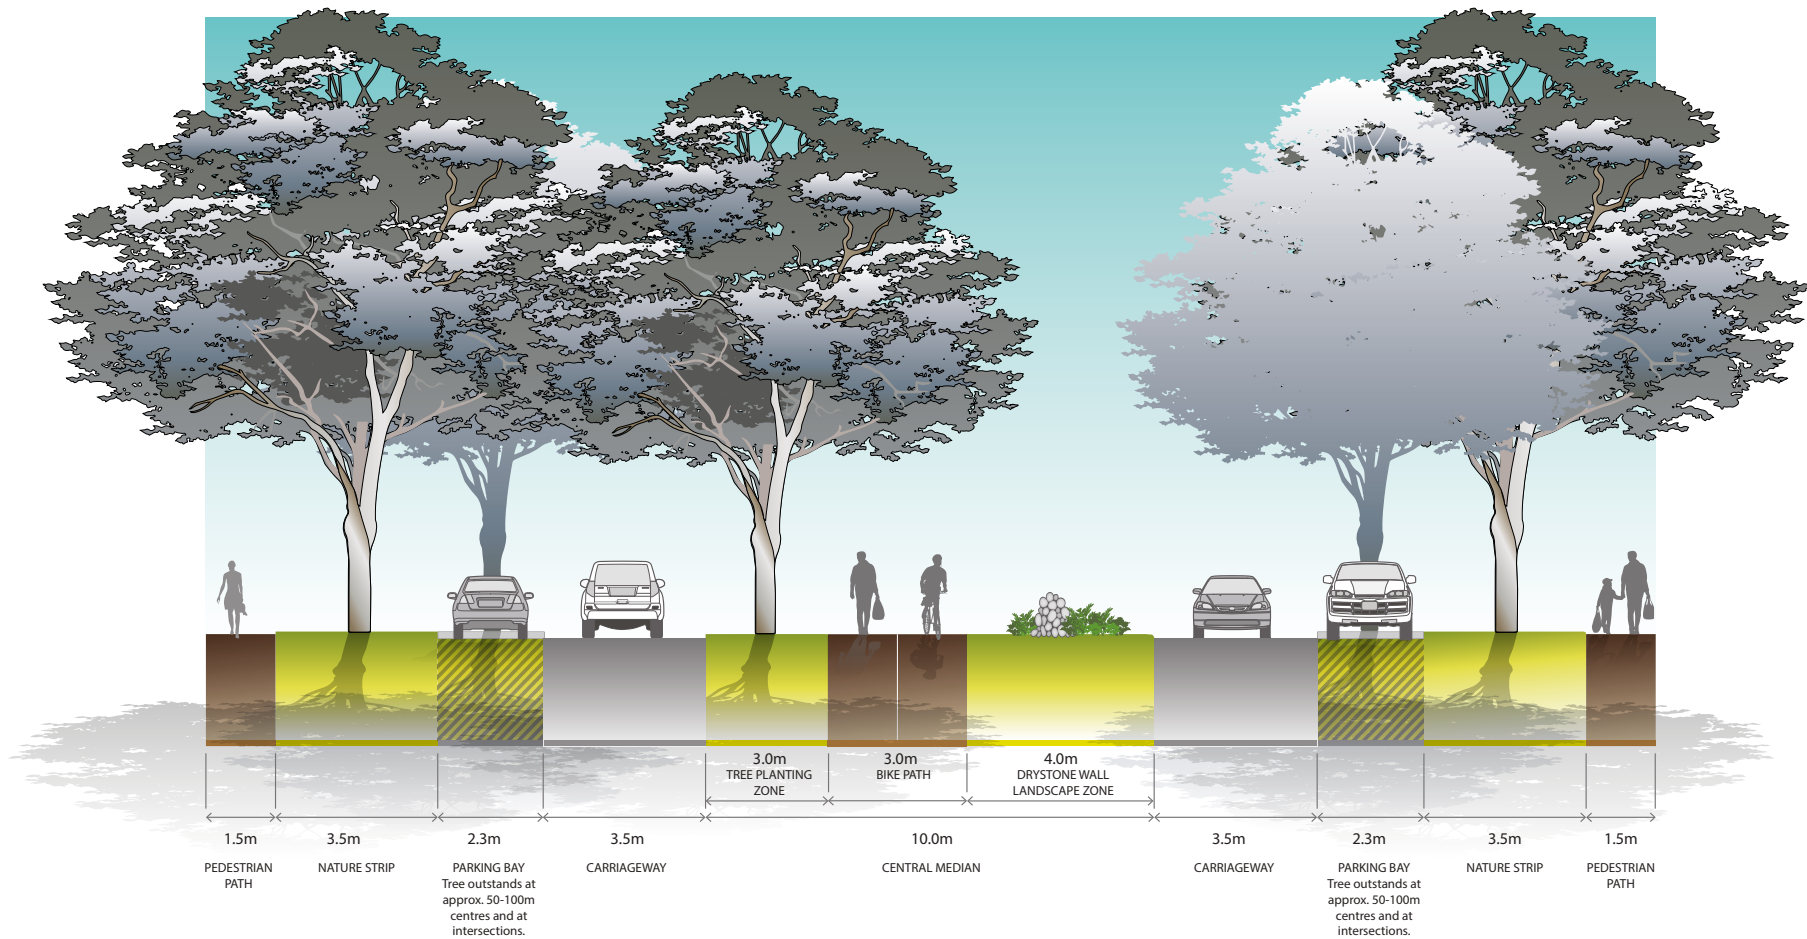 3.0m
TREE PLANTING
ZONE
3.0m
BIKE PATH
4.0m
DRYSTONE WALL
LANDSCAPE ZONE
1.5m
PEDESTRIAN
PATH
3.5m
NATURE STRIP
2.3m
PARKING BAY
Tree outstands at
approx. 50-100m
centres and at
intersections.
3.5m
CARRIAGEWAY
10.0m
CENTRAL MEDIAN
3.5m
CARRIAGEWAY
2.3m
PARKING BAY
Tree outstands at
approx. 50-100m
centres and at
intersections.
3.5m
NATURE STRIP
1.5m
PEDESTRIAN
PATH